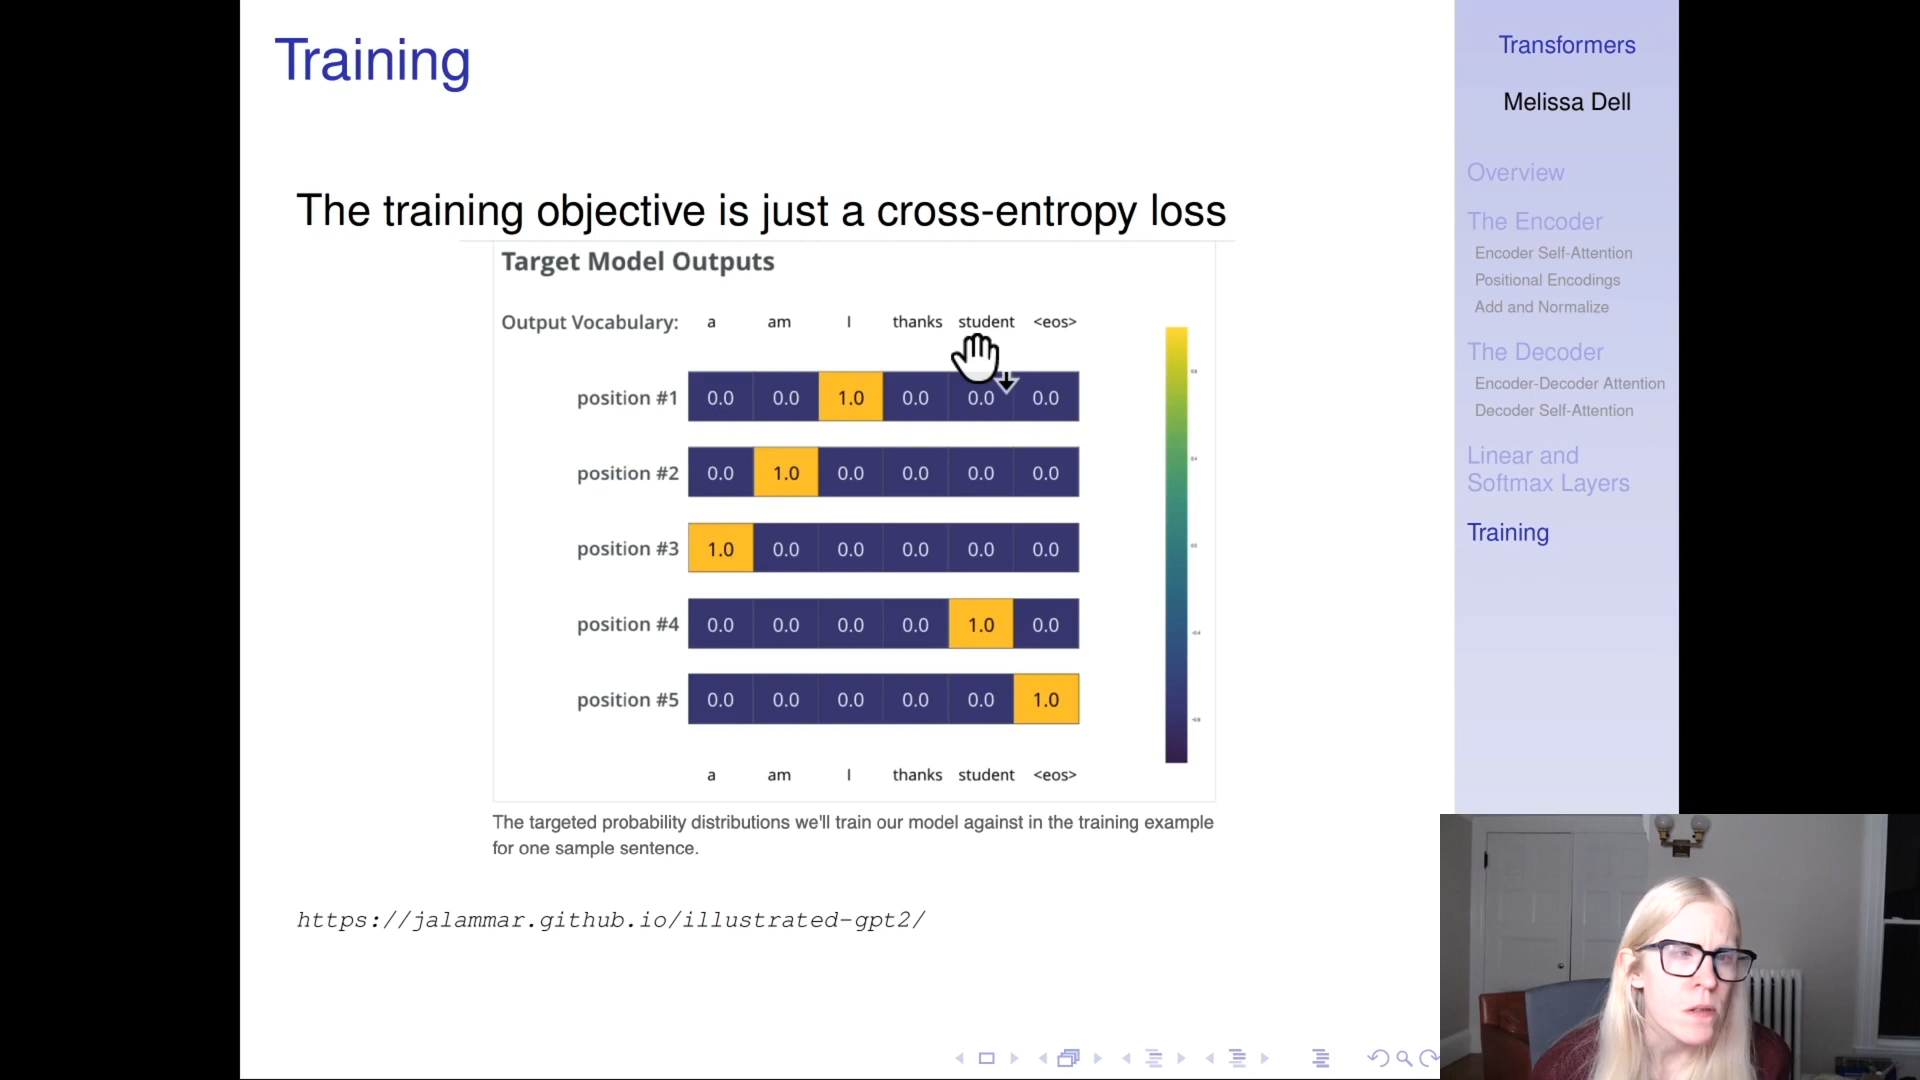 Training
The training objective is just a cross-entropy loss
Target Model Outputs
Output Vocabulary: a am I thanks student <eos>
position #1 0.0 0.0 1.0 0.0 0.0 0.0
position #2 0.0 1.0 0.0 0.0 0.0 0.0
position #3 1.0 0.0 0.0 0.0 0.0 0.0
position #4 0.0 0.0 0.0 0.0 1.0 0.0
position #5 0.0 0.0 0.0 0.0 0.0 1.0
a am I thanks student <eos>
The targeted probability distributions we'll train our model against in the training example
for one sample sentence.
https://jalammar.github.io/illustrated-gpt2/
Transformers
Melissa Dell
Overview
The Encoder
Encoder Self-Attention
Positional Encodings
Add and Normalize
The Decoder
Encoder-Decoder Attention
Decoder Self-Attention
Linear and
Softmax Layers
Training